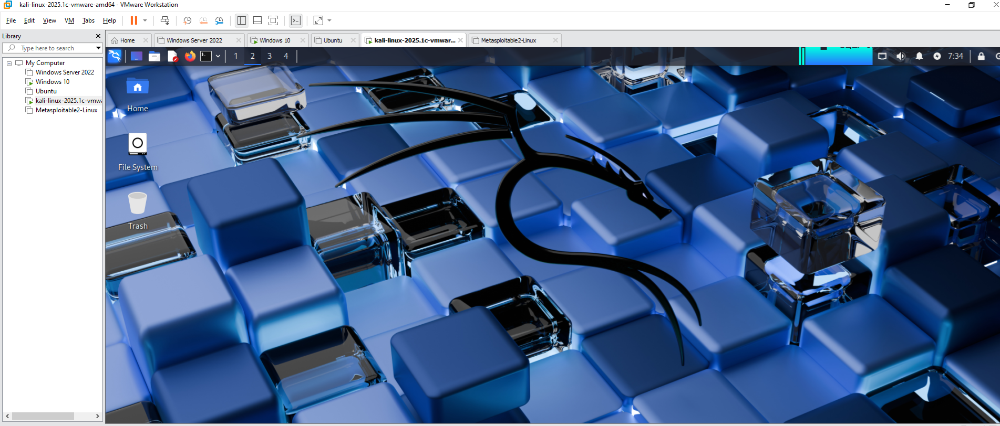 kali-linux-2025.1c-vmware-amd64 - VMware Workstation
File Edit View VM Tabs Help
Library
Type here to search
My Computer
Windows Server 2022
Windows 10
Ubuntu
kali-linux-2025.1c-vmwa
Metasploitable2-Linux
Home
Windows Server 2022
Windows 10
Ubuntu
kali-linux-2025.1c-vmwar...
Metasploitable2-Linux
1 2 3 4
7:34
Home
File System
Trash